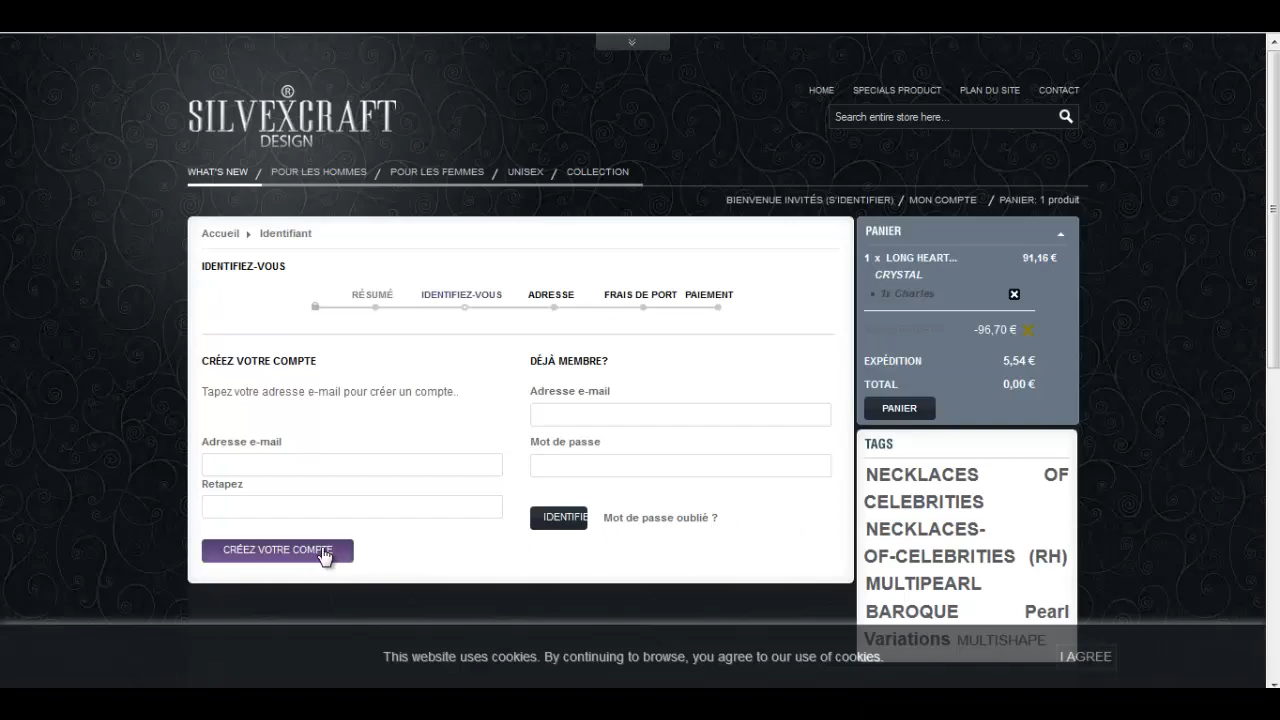 ®
SILVEXCRAFT
DESIGN
HOME SPECIALS PRODUCT PLAN DU SITE CONTACT
Search entire store here...
WHAT'S NEW / POUR LES HOMMES / POUR LES FEMMES / UNISEX / COLLECTION
BIENVENUE INVITÉS (S'IDENTIFIER) / MON COMPTE / PANIER: 1 produit
Accueil Identifiant
IDENTIFIEZ-VOUS
RÉSUMÉ IDENTIFIEZ-VOUS ADRESSE FRAIS DE PORT PAIEMENT
CRÉEZ VOTRE COMPTE
Tapez votre adresse e-mail pour créer un compte..
Adresse e-mail
Retapez
CRÉEZ VOTRE COMPTE
DÉJÀ MEMBRE?
Adresse e-mail
Mot de passe
IDENTIFIE
Mot de passe oubliè ?
PANIER
1 x LONG HEART... 91,16 €
CRYSTAL
• 1x Charles
-96,70 €
EXPÉDITION 5,54 €
TOTAL 0,00 €
PANIER
TAGS
NECKLACES OF
CELEBRITIES
NECKLACES-
OF-CELEBRITIES (RH)
MULTIPEARL
BAROQUE Pearl
Variations MULTISHAPE
This website uses cookies. By continuing to browse, you agree to our use of cookies. I AGREE